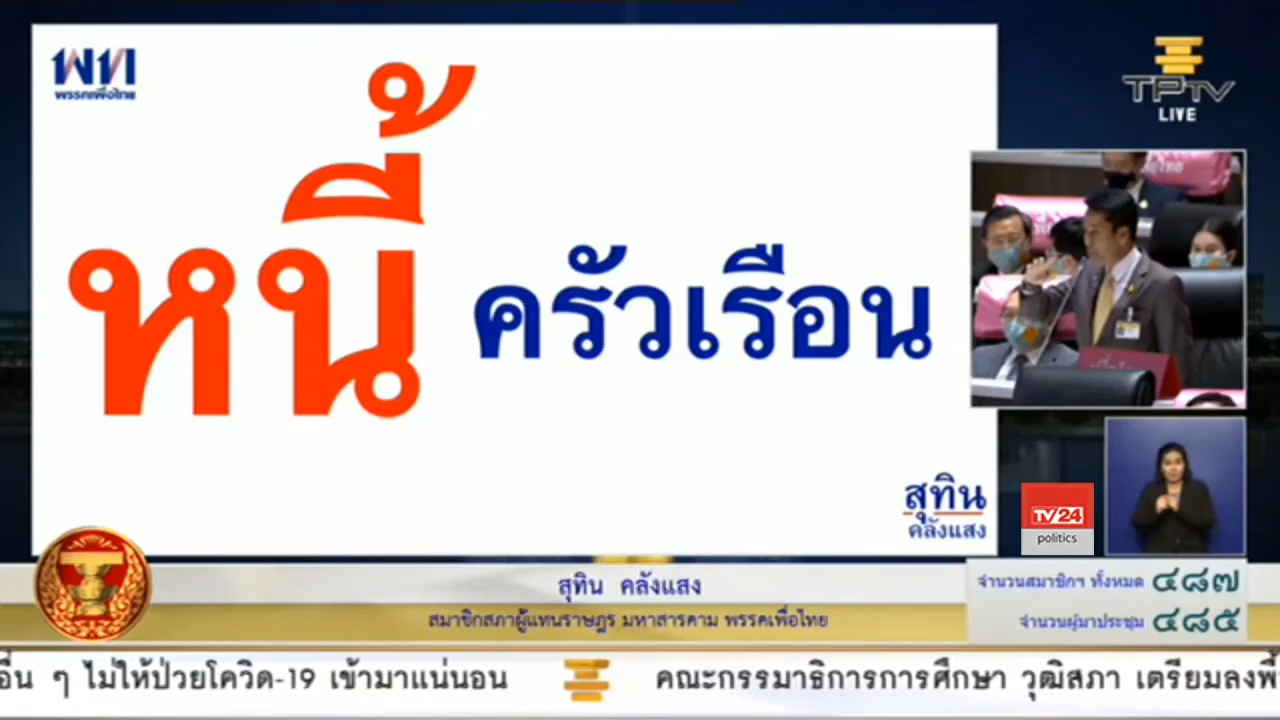 พท
พรรคเพื่อไทย
TPTV
LIVE
หนี้ ครัวเรือน
สุทิน
คลังแสง
TV/24
politics
สุทิน คลังแสง
สมาชิกสภาผู้แทนราษฎร มหาสารคาม พรรคเพื่อไทย
จำนวนสมาชิกฯ ทั้งหมด ๔๘๗
จำนวนผู้มาประชุม ๔๘๕
อื่น ๆ ไม่ให้ป่วยโควิด-19 เข้ามาแน่นอน คณะกรรมาธิการการศึกษา วุฒิสภา เตรียมลงพื้